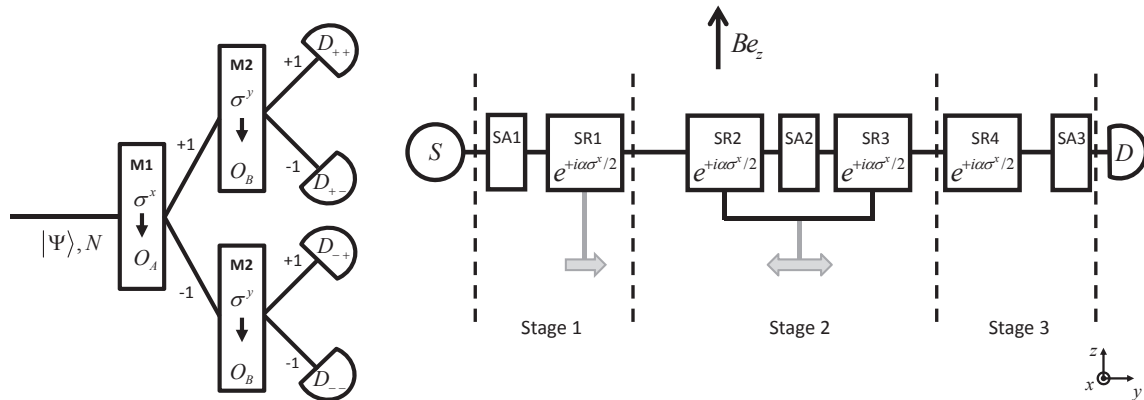 |Ψ⟩, N
M1
σ^x
O_A
+1
-1
M2
σ^y
O_B
+1
-1
D_{++}
D_{+-}
M2
σ^y
O_B
+1
-1
D_{-+}
D_{--}
Be_z
S
SA1
SR1
e^{+iασ^x/2}
SR2
e^{+iασ^x/2}
SA2
SR3
e^{+iασ^x/2}
SR4
e^{+iασ^x/2}
SA3
D
Stage 1
Stage 2
Stage 3
z
x
y